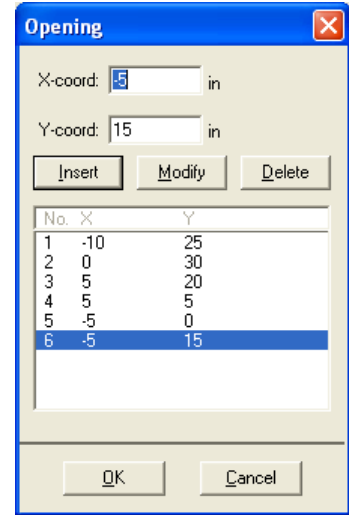 Opening
X-coord: -5 in
Y-coord: 15 in
Insert Modify Delete
No. X Y
1 -10 25
2 0 30
3 5 20
4 5 5
5 -5 0
6 -5 15
OK Cancel